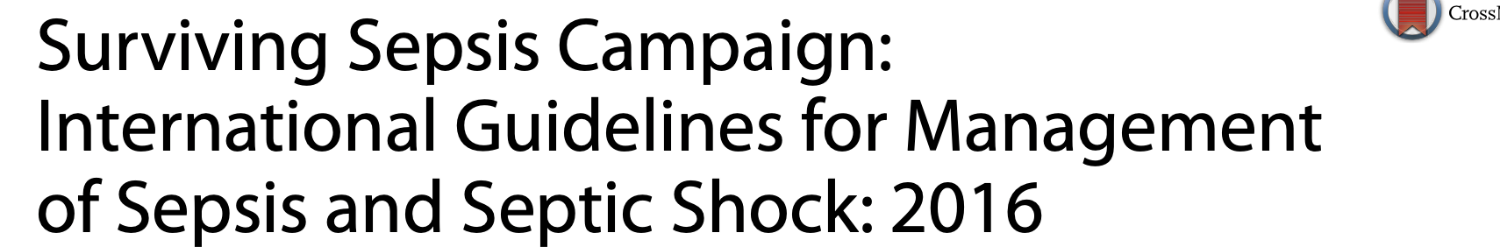 Surviving Sepsis Campaign:
International Guidelines for Management
of Sepsis and Septic Shock: 2016